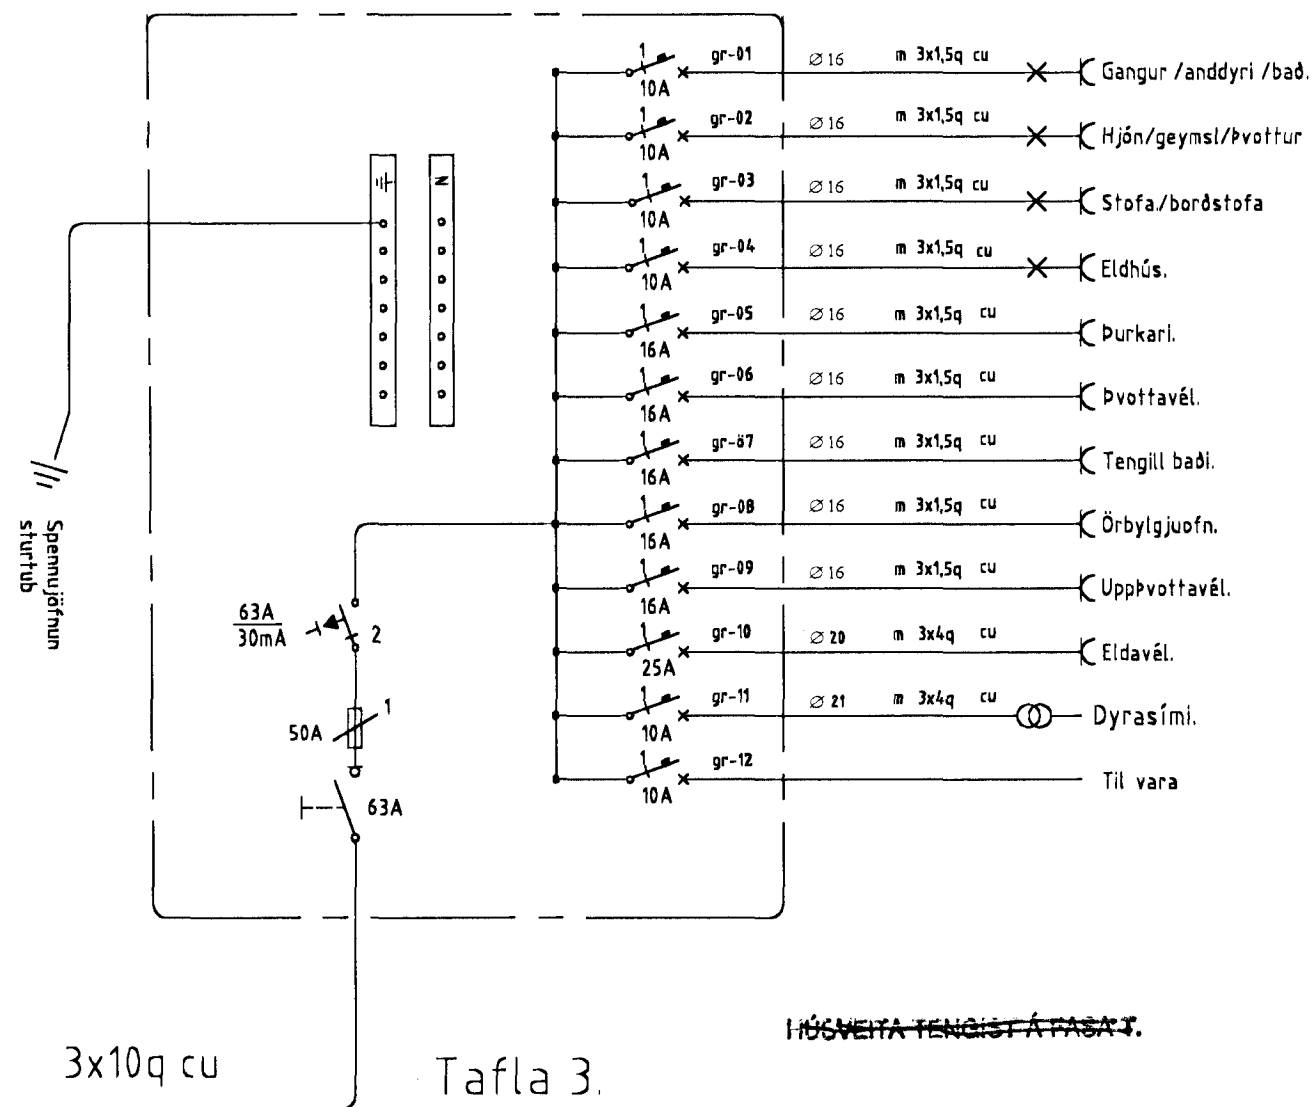 1 gr-01 ⌀16 m 3x1,5q cu Gangur /anddyri /bað.
10A
1 gr-02 ⌀16 m 3x1,5q cu Hjón/geymsl/Þvottur
10A
1 gr-03 ⌀16 m 3x1,5q cu Stofa./borðstofa
10A
1 gr-04 ⌀16 m 3x1,5q cu Eldhús.
10A
1 gr-05 ⌀16 m 3x1,5q cu Þurkari.
16A
1 gr-06 ⌀16 m 3x1,5q cu Þvottavél.
16A
1 gr-ö7 ⌀16 m 3x1,5q cu Tengill baði.
16A
1 gr-08 ⌀16 m 3x1,5q cu Örbylgjuofn.
16A
1 gr-09 ⌀16 m 3x1,5q cu UppÞvottavél.
16A
1 gr-10 ⌀20 m 3x4q cu Eldavél.
25A
1 gr-11 ⌀21 m 3x4q cu Dyrasími.
10A
1 gr-12 Til vara
10A
N
Spennujöfnun
sturtub
63A
30mA
2
50A
1
63A
HÚSVEITA TENGIST Á FASA T.
3x10q cu
Tafla 3.